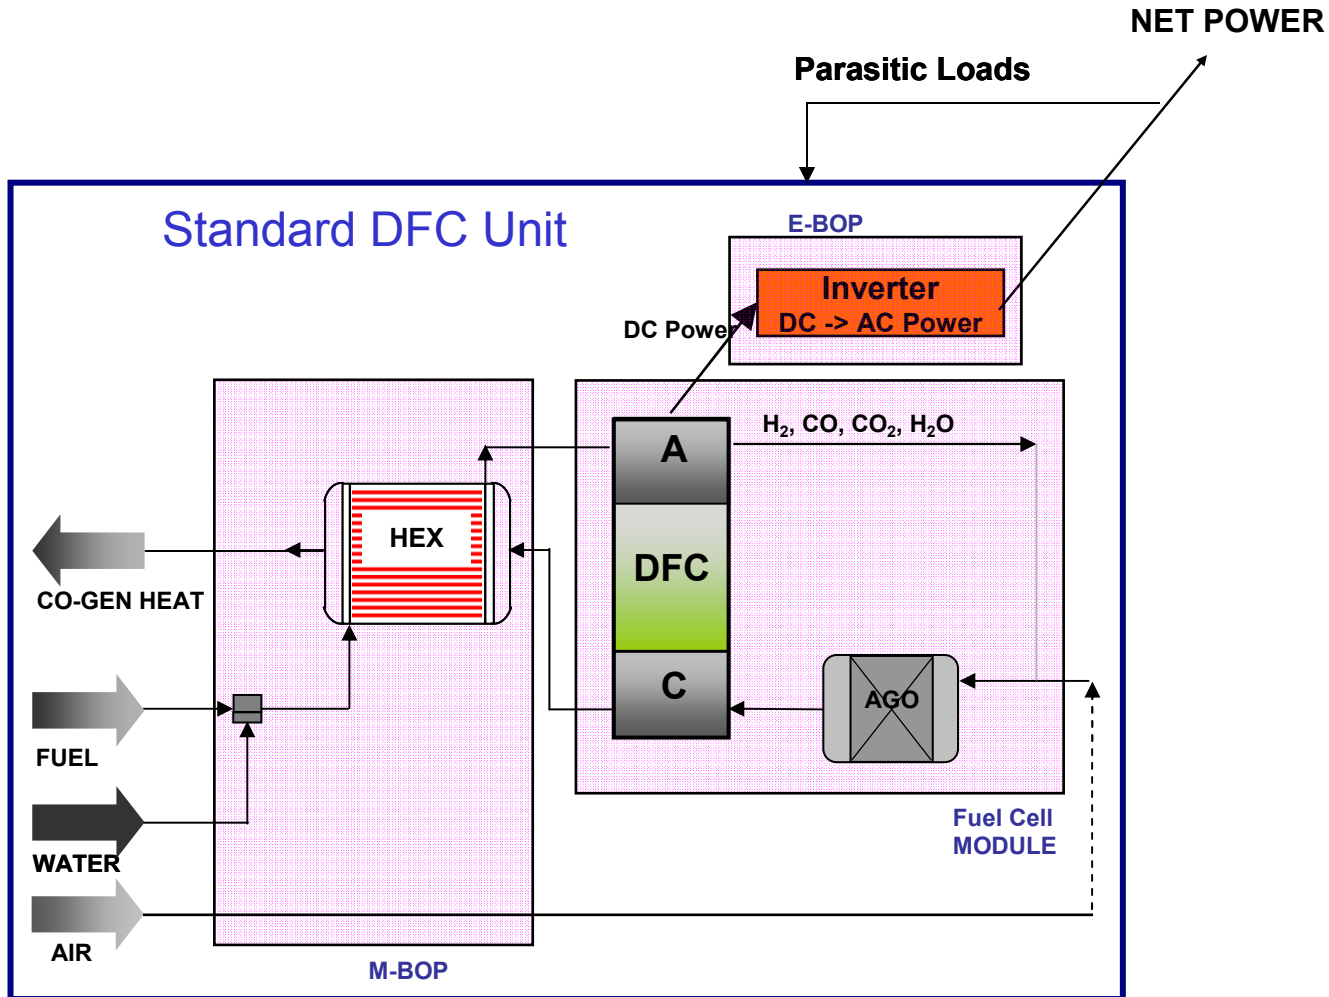 NET POWER
Parasitic Loads
Standard DFC Unit
E-BOP
Inverter
DC -> AC Power
DC Power
H₂, CO, CO₂, H₂O
A
HEX
DFC
CO-GEN HEAT
C
AGO
FUEL
Fuel Cell
MODULE
WATER
AIR
M-BOP